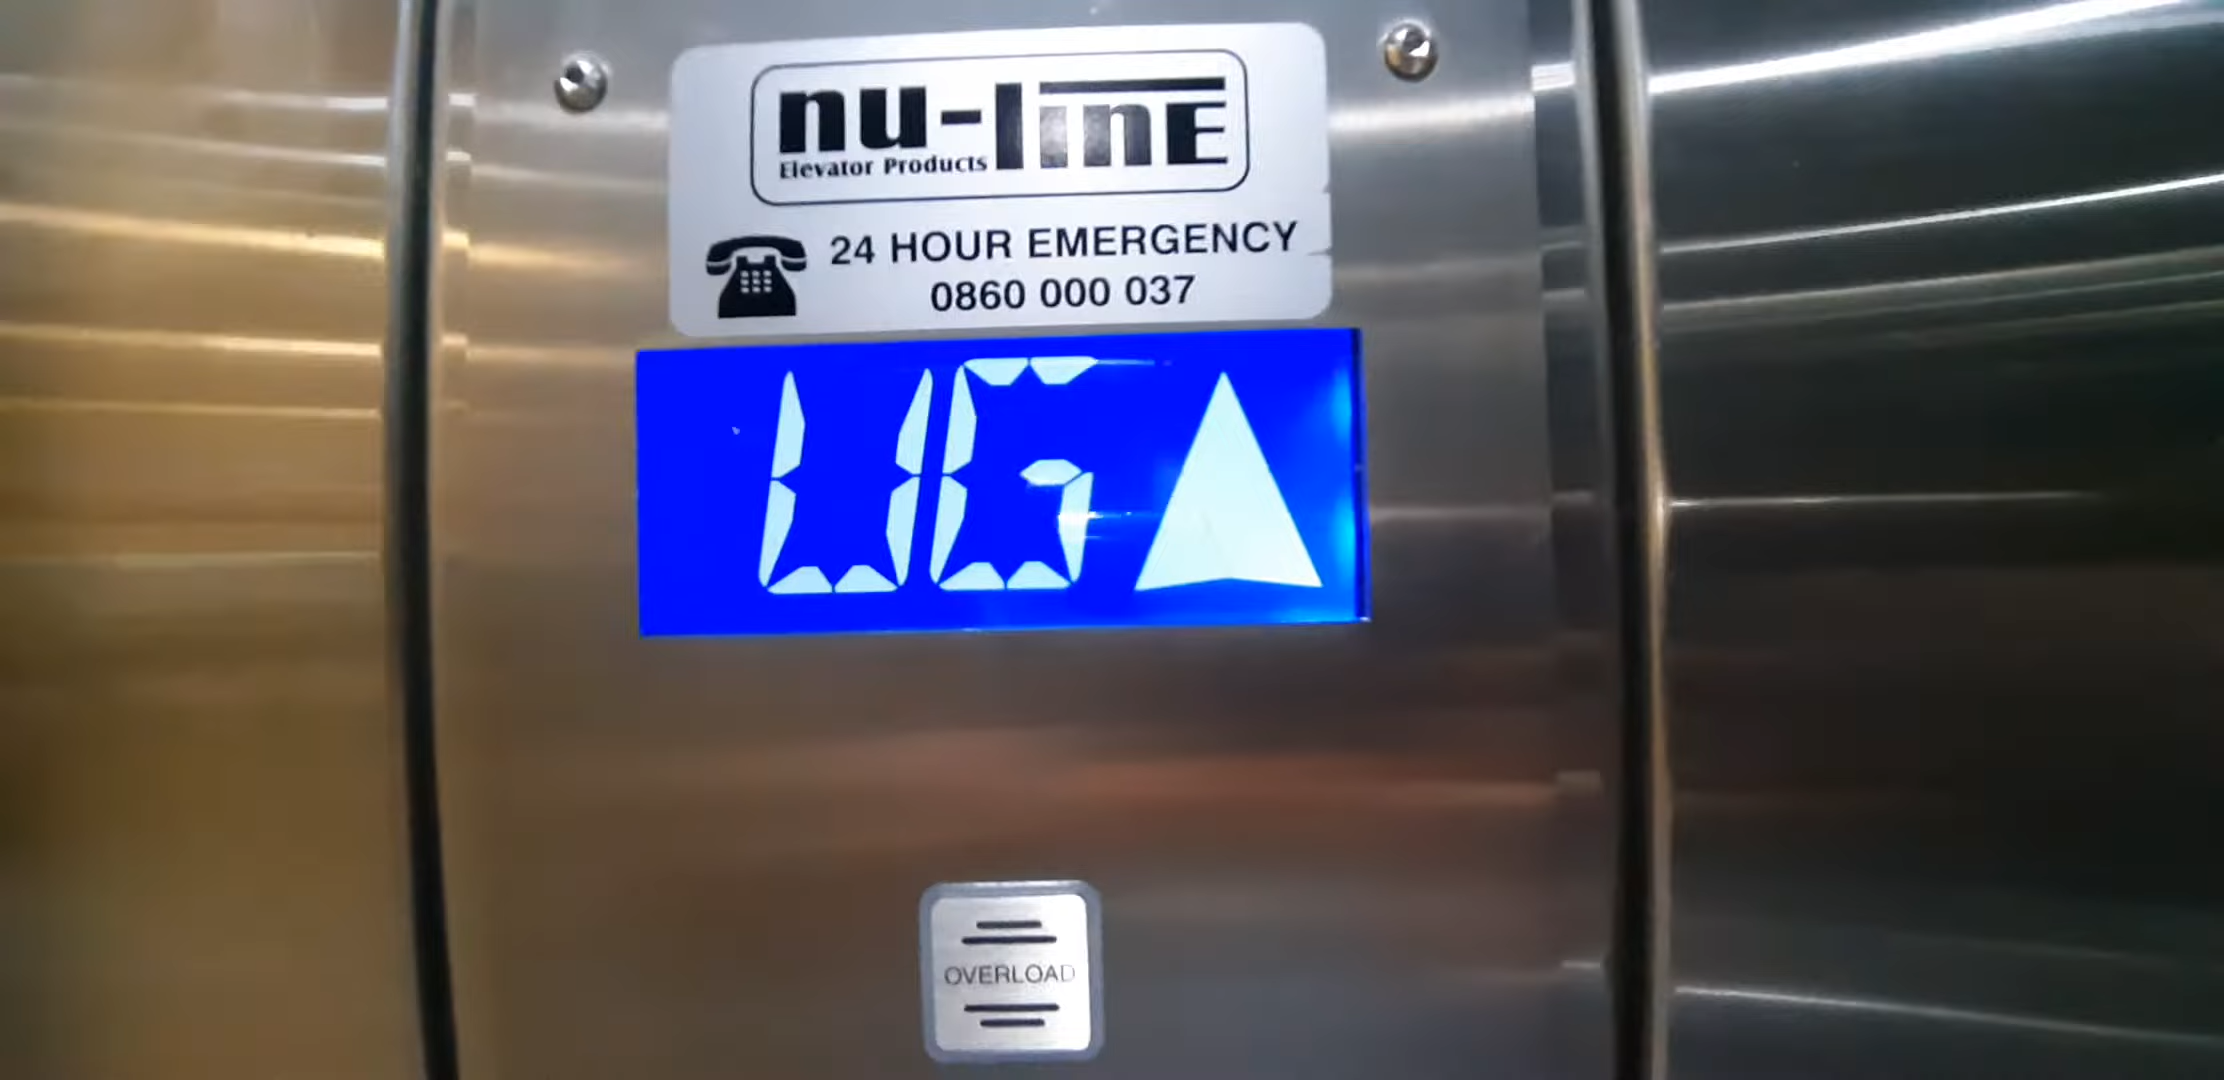 nu-linE
Elevator Products
24 HOUR EMERGENCY
0860 000 037
UG
OVERLOAD